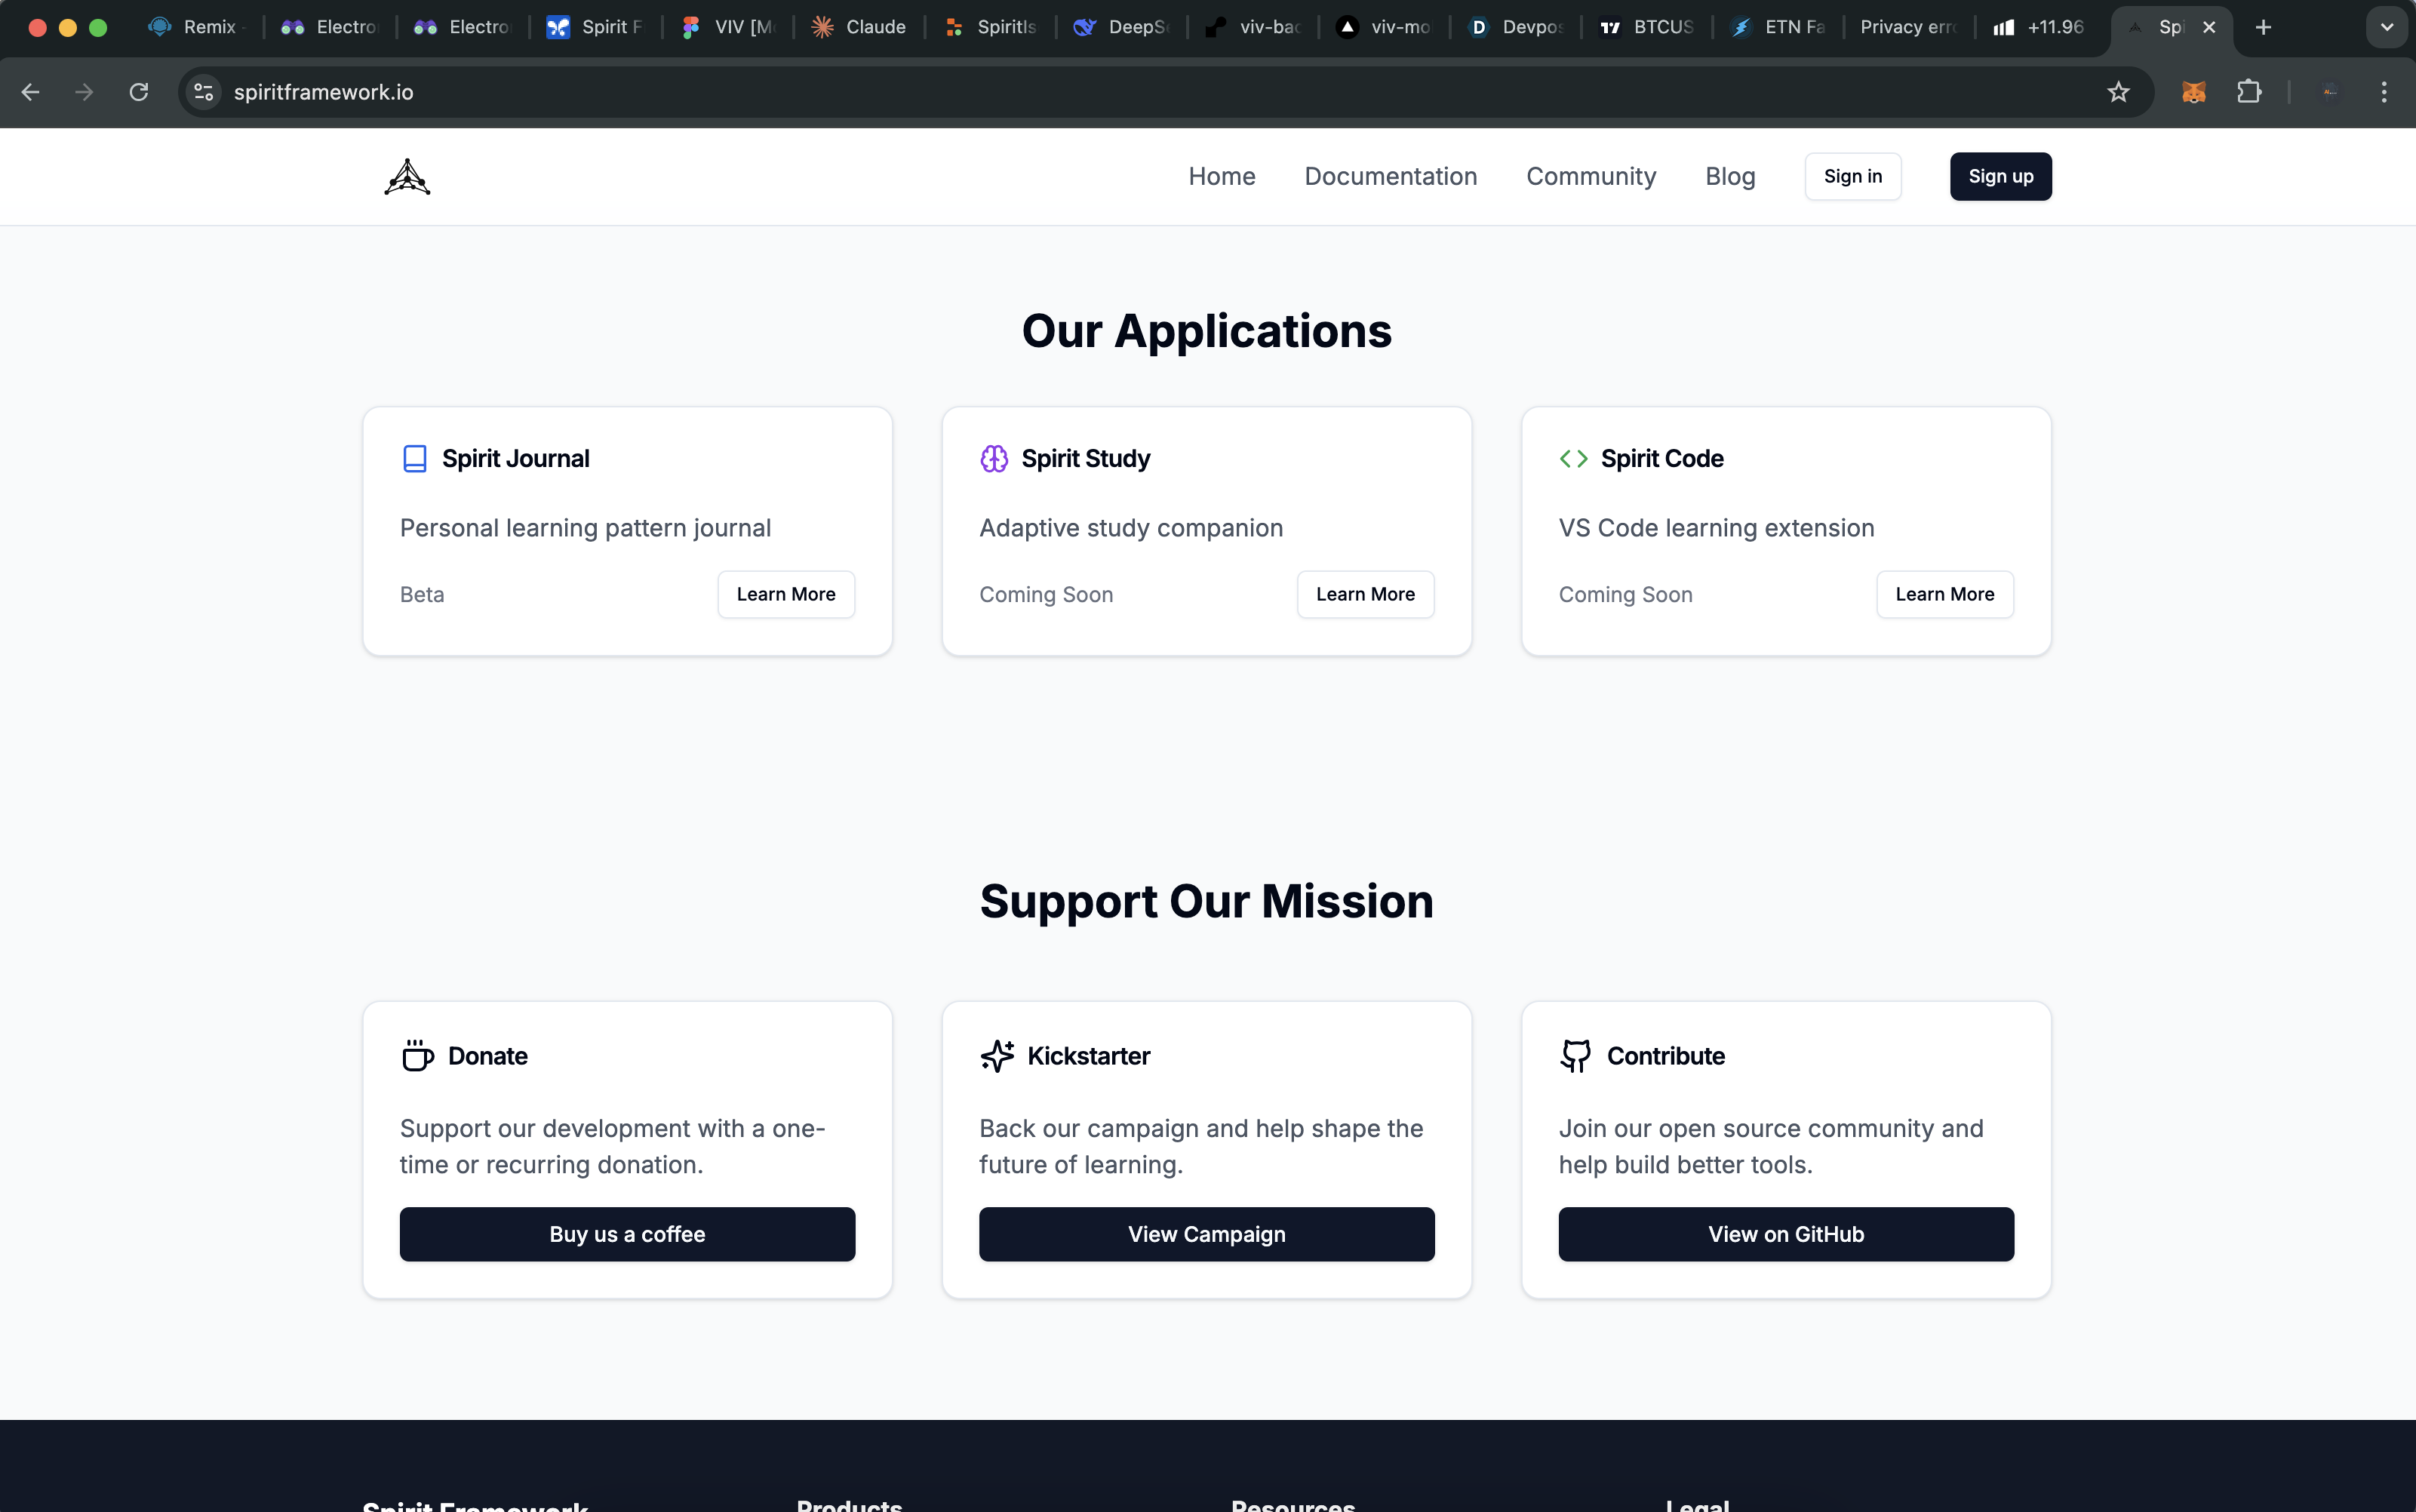 Remix
Electro
Electro
Spirit F
VIV [M
Claude
SpiritIs
DeepSe
viv-bac
viv-mo
Devpos
BTCUS
ETN Fa
Privacy erro
+11.96
Spi
spiritframework.io
Home
Documentation
Community
Blog
Sign in
Sign up
Our Applications
Spirit Journal
Personal learning pattern journal
Beta
Learn More
Spirit Study
Adaptive study companion
Coming Soon
Learn More
Spirit Code
VS Code learning extension
Coming Soon
Learn More
Support Our Mission
Donate
Support our development with a one-
time or recurring donation.
Buy us a coffee
Kickstarter
Back our campaign and help shape the
future of learning.
View Campaign
Contribute
Join our open source community and
help build better tools.
View on GitHub
Spirit Framework
Products
Resources
Legal